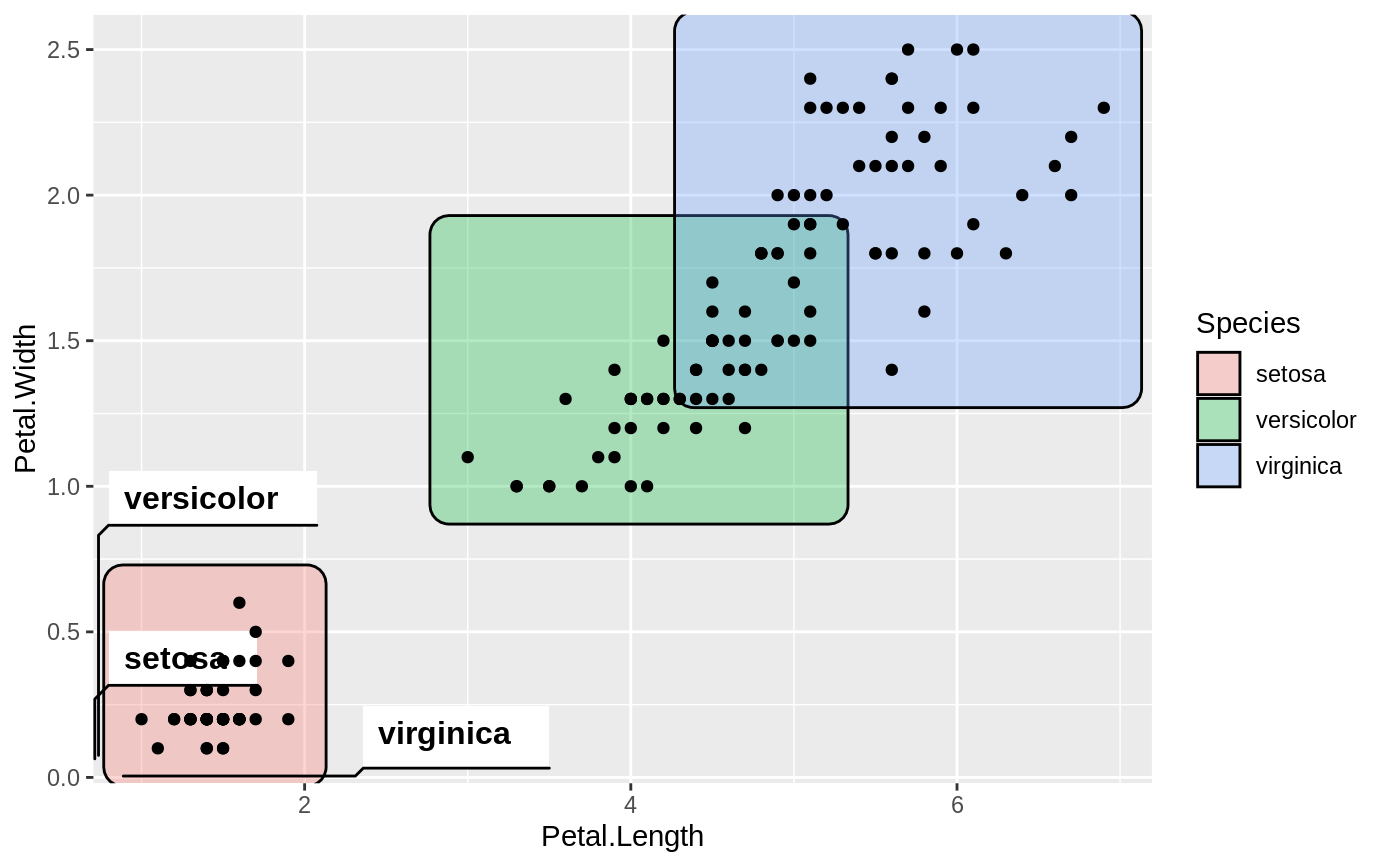 2.5
2.0
1.5
1.0
0.5
0.0
Petal.Width
versicolor
setosa
virginica
2 4 6
Petal.Length
Species
setosa
versicolor
virginica